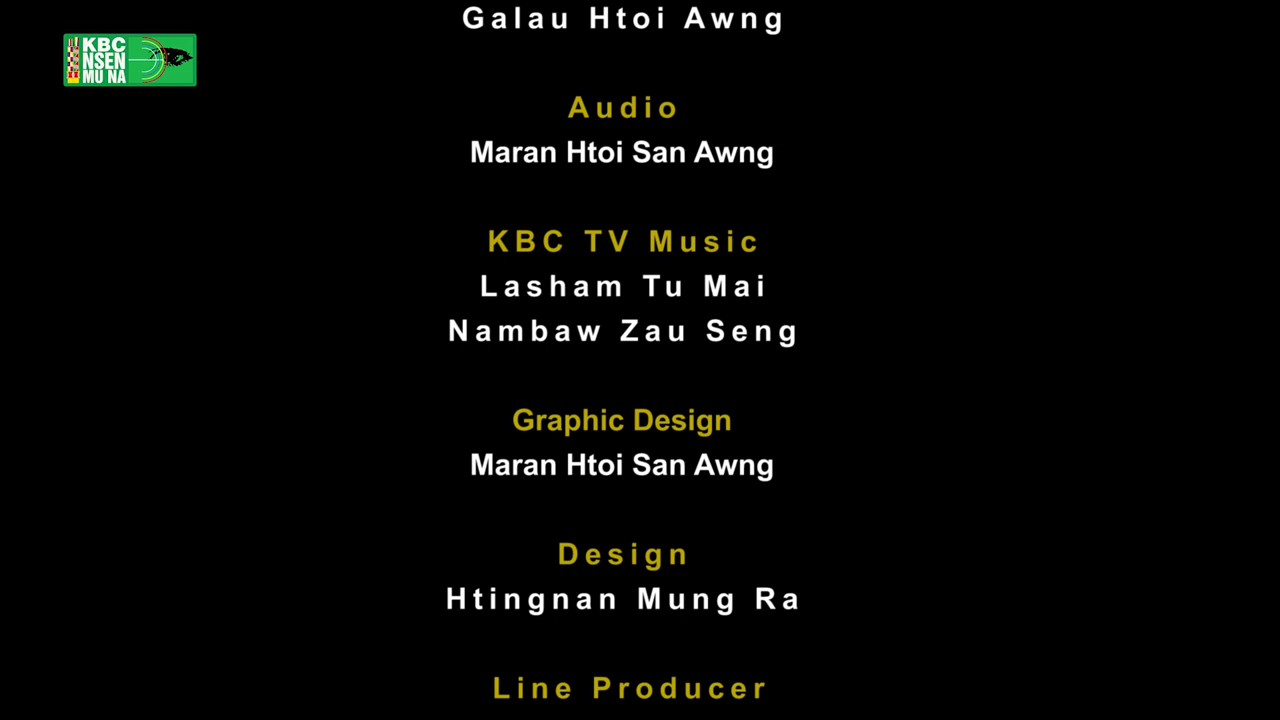 Galau Htoi Awng
KBC
NSEN
MU NA
Audio
Maran Htoi San Awng
KBC TV Music
Lasham Tu Mai
Nambaw Zau Seng
Graphic Design
Maran Htoi San Awng
Design
Htingnan Mung Ra
Line Producer